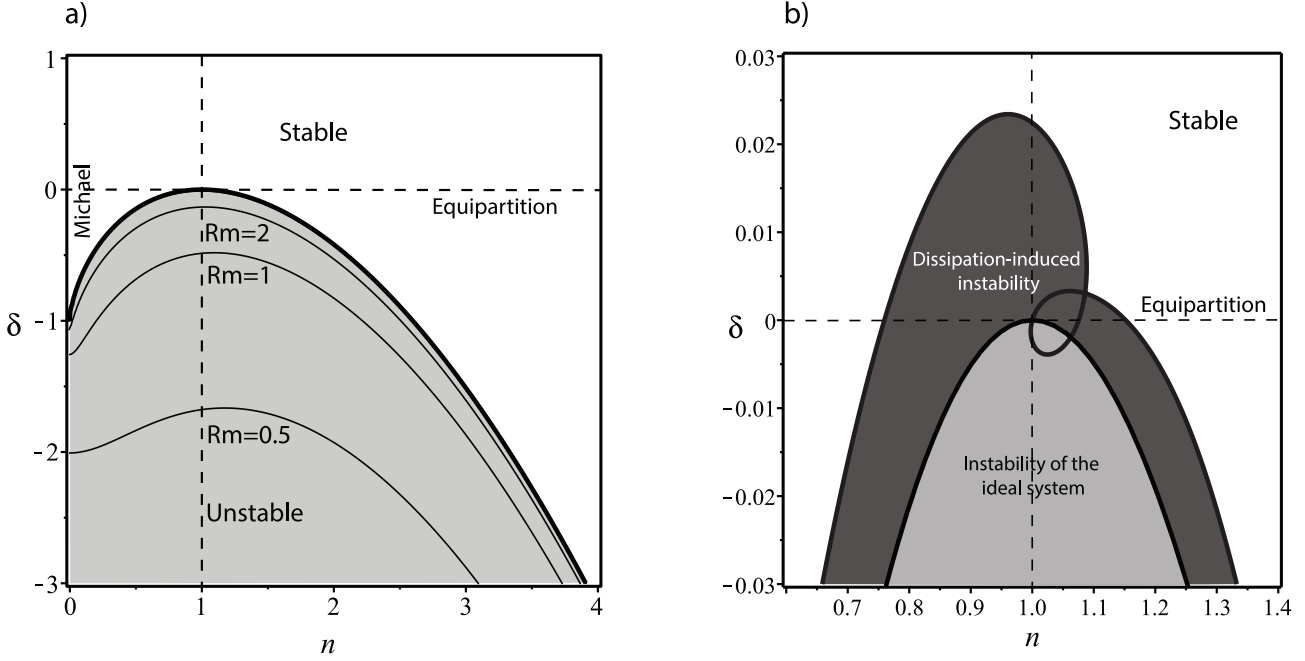 a)
1
Stable
0
Michael
Equipartition
Rm=2
Rm=1
δ
−1
−2
Rm=0.5
Unstable
−3
0
1
2
3
4
n
b)
0.03
Stable
0.02
0.01
Dissipation-induced
instability
Equipartition
δ
0
−0.01
Instability of the
ideal system
−0.02
−0.03
0.7
0.8
0.9
1.0
1.1
1.2
1.3
1.4
n